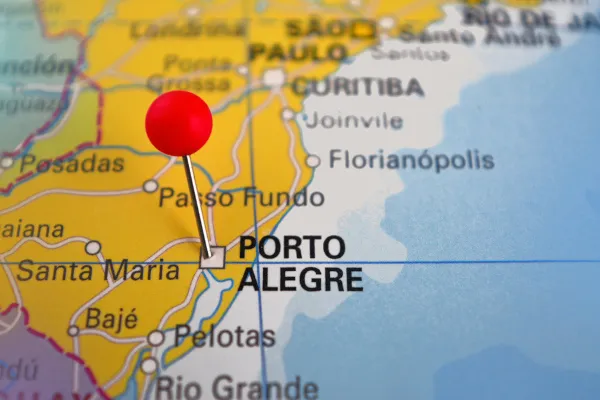 RIO DE JA
SÃO
Londrina
Santo André
PAULO
Santos
Ponta
Grossa
nción
CURITIBA
Joinvile
Posadas
Florianópolis
Passo Fundo
aiana
PORTO
ALEGRE
Santa Maria
Bajé
Pelotas
Rio Grande